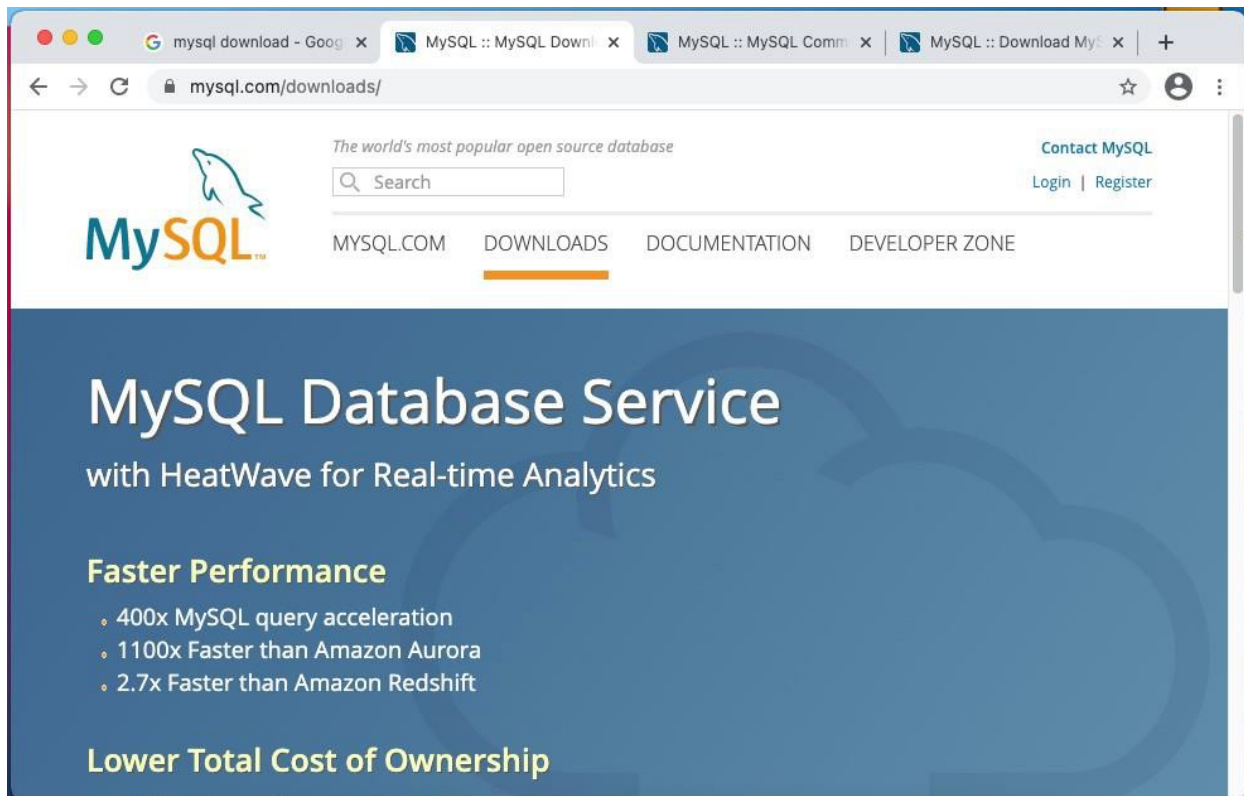 mysql download - Goog
MySQL :: MySQL Downl
MySQL :: MySQL Comm
MySQL :: Download MyS
mysql.com/downloads/
The world's most popular open source database
Contact MySQL
Search
Login | Register
MySQL™
MYSQL.COM DOWNLOADS DOCUMENTATION DEVELOPER ZONE
MySQL Database Service
with HeatWave for Real-time Analytics
Faster Performance
400x MySQL query acceleration
1100x Faster than Amazon Aurora
2.7x Faster than Amazon Redshift
Lower Total Cost of Ownership